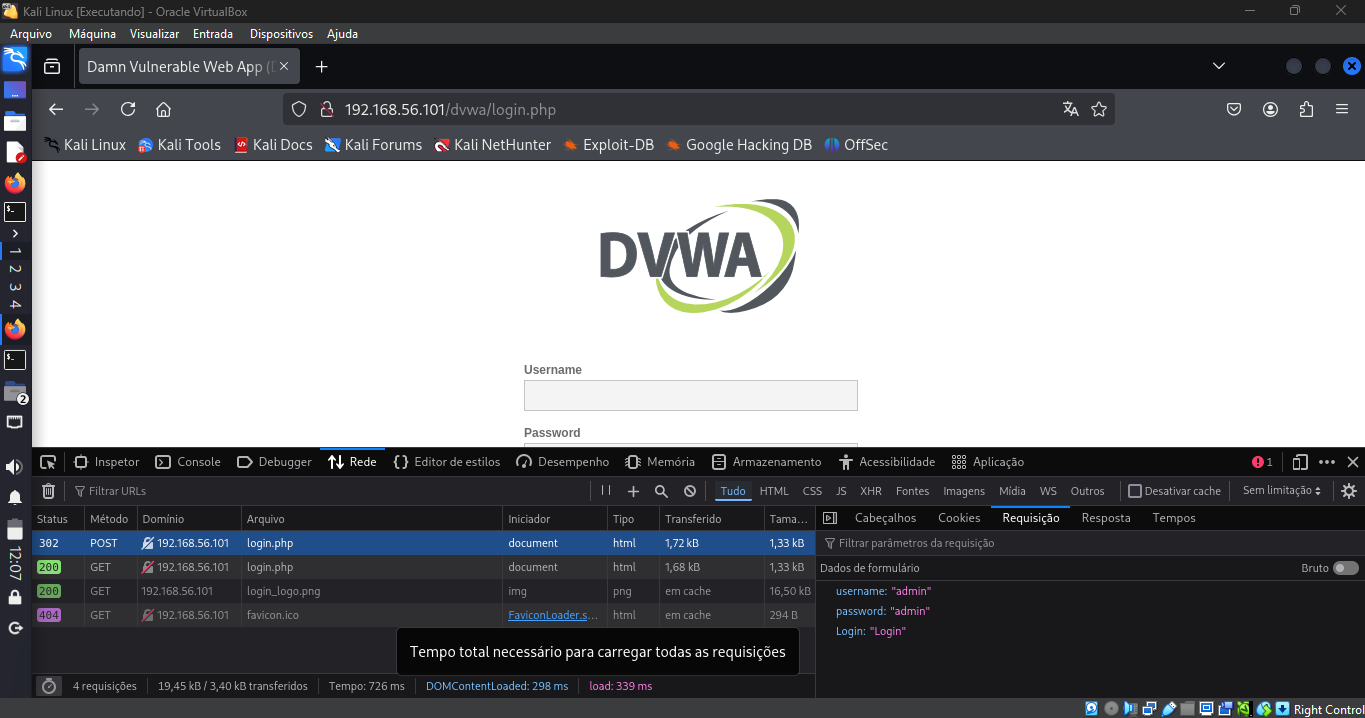 Kali Linux [Executando] - Oracle VirtualBox
Arquivo Máquina Visualizar Entrada Dispositivos Ajuda
Damn Vulnerable Web App (D
192.168.56.101/dvwa/login.php
Kali Linux Kali Tools Kali Docs Kali Forums Kali NetHunter Exploit-DB Google Hacking DB OffSec
DVWA
Username
Password
1
2
3
4
2
12:07
Inspetor Console Debugger Rede Editor de estilos Desempenho Memória Armazenamento Acessibilidade Aplicação 1
Filtrar URLs Tudo HTML CSS JS XHR Fontes Imagens Mídia WS Outros Desativar cache Sem limitação
Status Método Domínio Arquivo Iniciador Tipo Transferido Tama...
302 POST 192.168.56.101 login.php document html 1,72 kB 1,33 kB
200 GET 192.168.56.101 login.php document html 1,68 kB 1,33 kB
200 GET 192.168.56.101 login_logo.png img png em cache 16,50 kB
404 GET 192.168.56.101 favicon.ico FaviconLoader.s... html em cache 294 B
Tempo total necessário para carregar todas as requisições
4 requisições 19,45 kB / 3,40 kB transferidos Tempo: 726 ms DOMContentLoaded: 298 ms load: 339 ms
Cabeçalhos Cookies Requisição Resposta Tempos
Filtrar parâmetros da requisição
Dados de formulário Bruto
username: "admin"
password: "admin"
Login: "Login"
Right Control